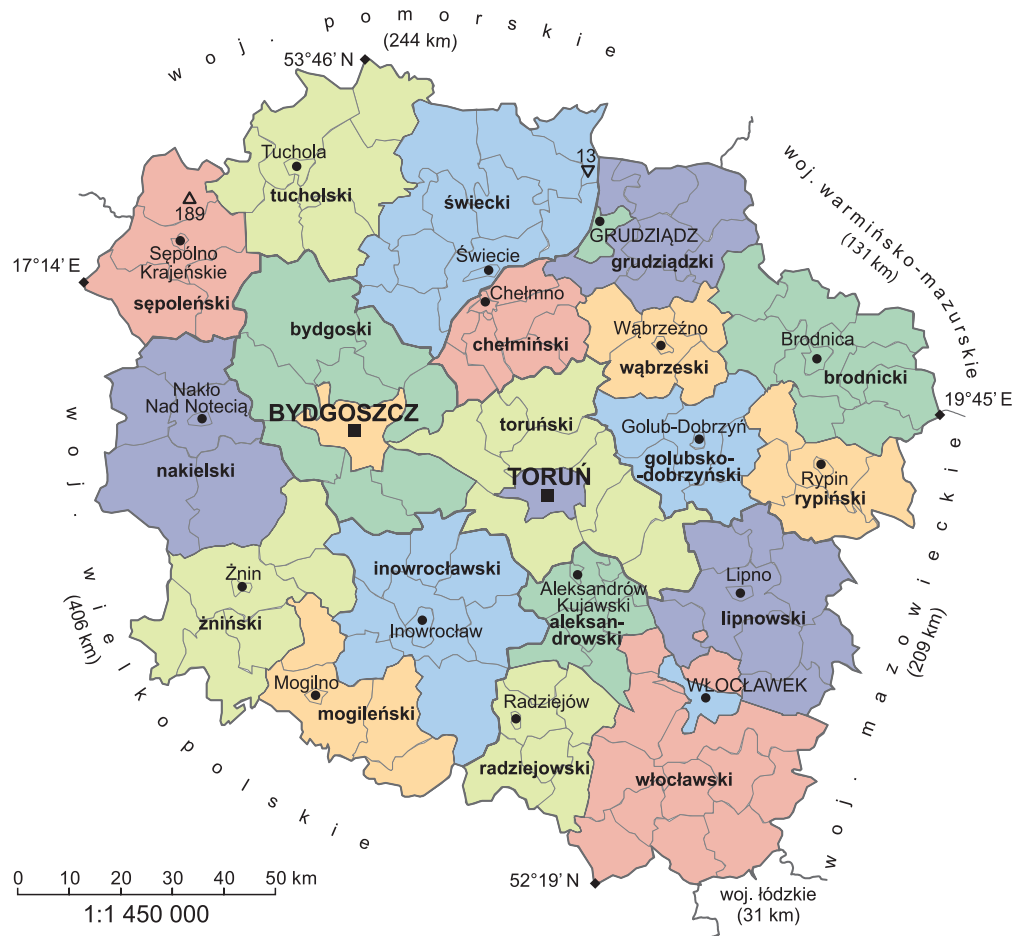 woj. pomorskie
(244 km)
53°46' N
woj. warmińsko-mazurskie
(131 km)
Tuchola
tucholski
13
189
świecki
GRUDZIĄDZ
grudziądzki
Sępólno
Krajeńskie
sępoleński
17°14' E
Świecie
Chełmno
chełmiński
bydgoski
Wąbrzeźno
wąbrzeski
Brodnica
brodnicki
19°45' E
Nakło
Nad Notecią
nakielski
BYDGOSZCZ
toruński
TORUŃ
Golub-Dobrzyń
golubsko-
-dobrzyński
Rypin
rypiński
woj. wielkopolskie
(406 km)
woj. mazowieckie
(209 km)
Żnin
żniński
inowrocławski
Inowrocław
Aleksandrów
Kujawski
aleksan-
drowski
Lipno
lipnowski
Mogilno
mogileński
Radziejów
radziejowski
WŁOCŁAWEK
włocławski
52°19' N
woj. łódzkie
(31 km)
0 10 20 30 40 50 km
1:1 450 000